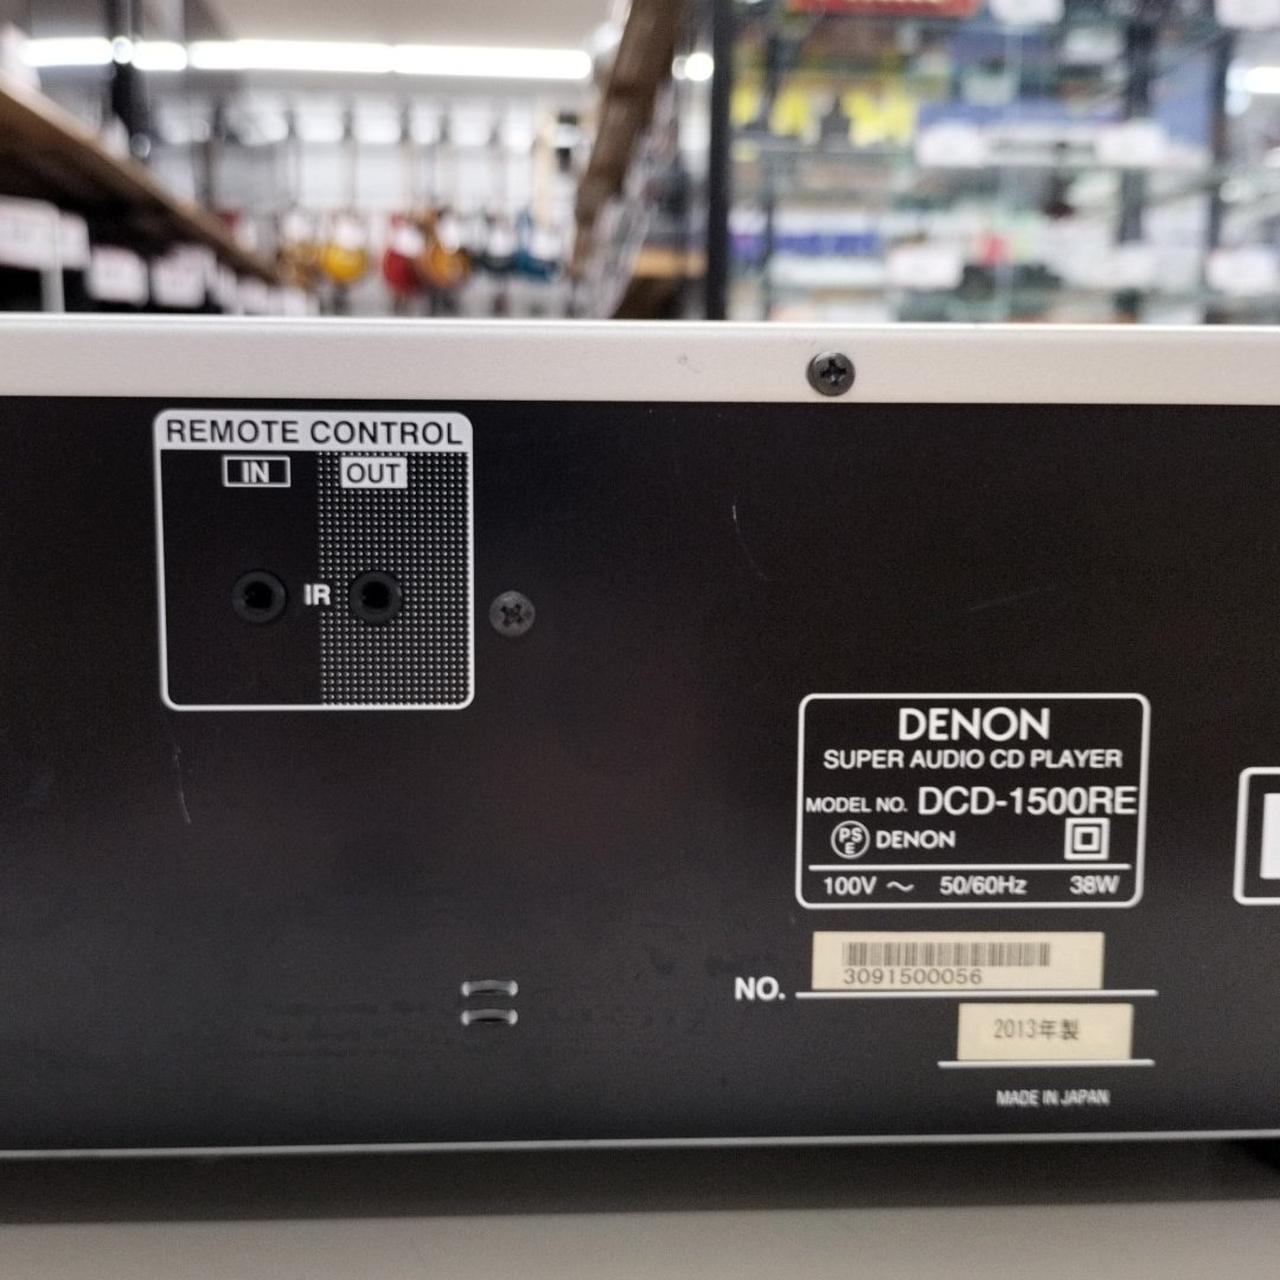 REMOTE CONTROL
IN OUT
IR
DENON
SUPER AUDIO CD PLAYER
MODEL NO. DCD-1500RE
PS E DENON
100V ～ 50/60Hz 38W
3091500056
NO.
2013年製
MADE IN JAPAN